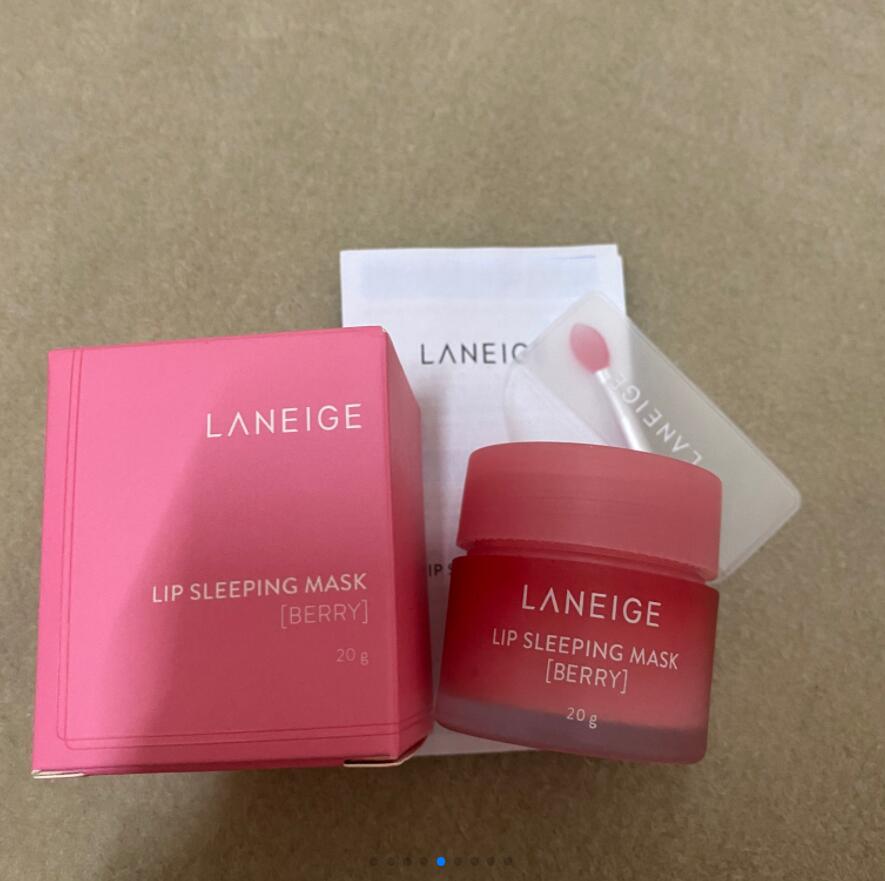 LANEIGE
LIP SLEEPING MASK
[BERRY]
20 g
LANEIG
LANEIGE
LANEIGE
LIP SLEEPING MASK
[BERRY]
20 g